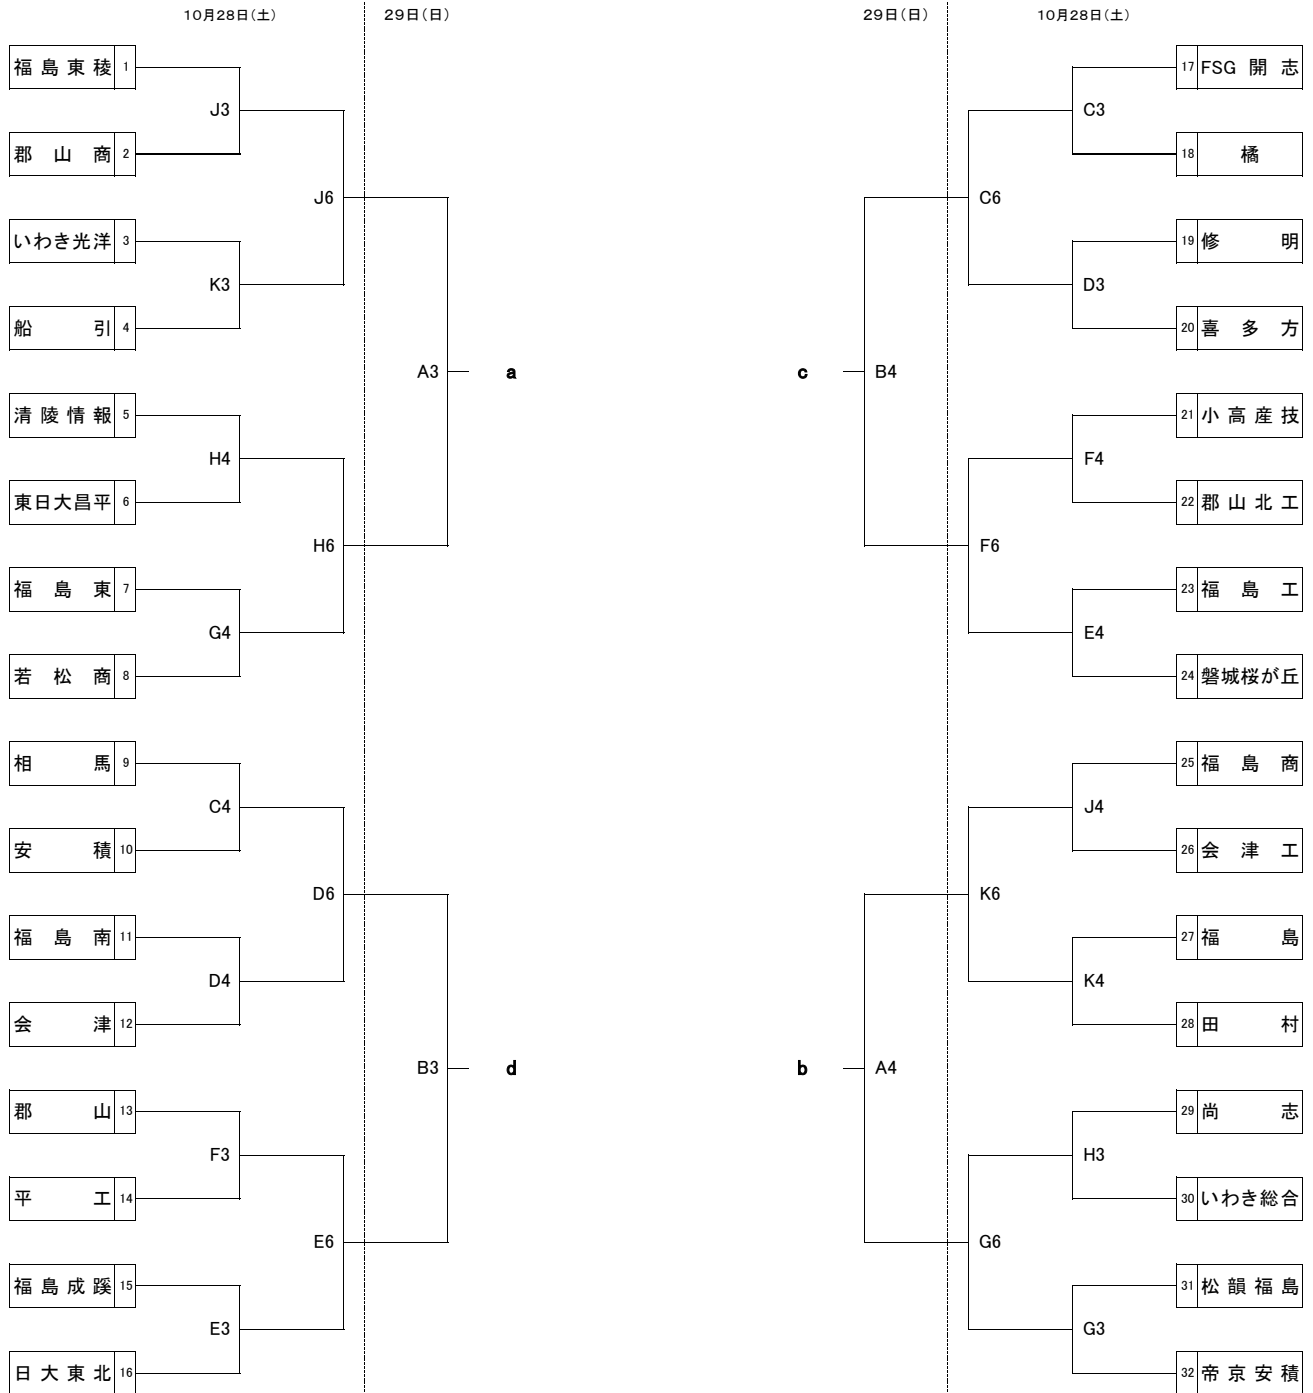 10月28日(土) 29日(日) 29日(日) 10月28日(土)
福島東稜 1 17 FSG 開志
J3 C3
郡山商 2 18 橘
J6 C6
いわき光洋 3 19 修明
K3 D3
船引 4 20 喜多方
A3 a c B4
清陵情報 5 21 小高産技
H4 F4
東日大昌平 6 22 郡山北工
H6 F6
福島東 7 23 福島工
G4 E4
若松商 8 24 磐城桜が丘
相馬 9 25 福島商
C4 J4
安積 10 26 会津工
D6 K6
福島南 11 27 福島
D4 K4
会津 12 28 田村
B3 d b A4
郡山 13 29 尚志
F3 H3
平工 14 30 いわき総合
E6 G6
福島成蹊 15 31 松韻福島
E3 G3
日大東北 16 32 帝京安積